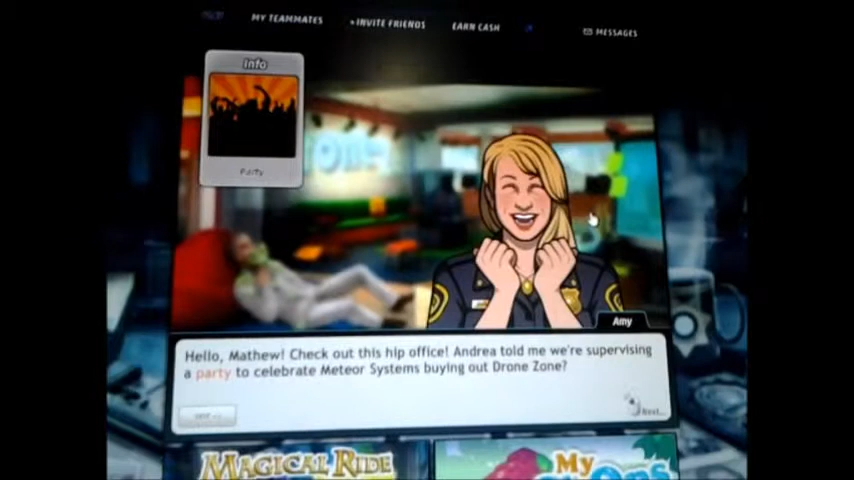 MY TEAMMATES
+INVITE FRIENDS
EARN CASH
MESSAGES
Info
Party
one
Amy
Hello, Mathew! Check out this hip office! Andrea told me we're supervising
a party to celebrate Meteor Systems buying out Drone Zone?
Next...
MAGICAL RIDE
My